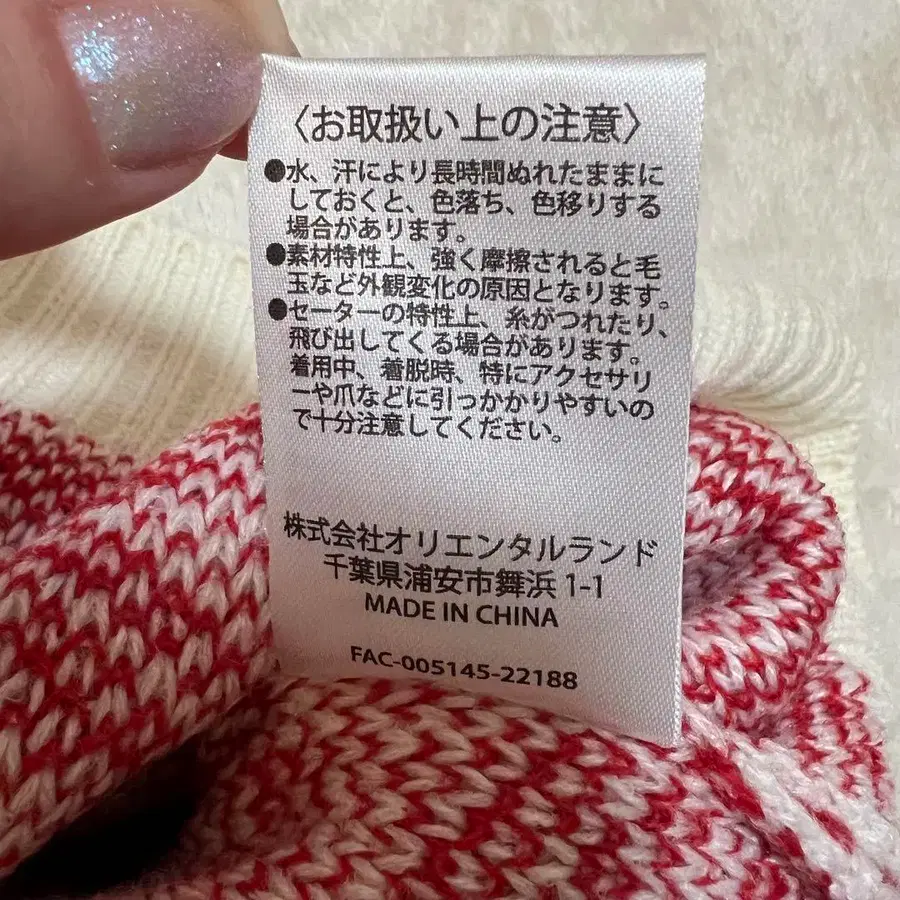 〈お取扱い上の注意〉
●水、汗により長時間ぬれたままに
しておくと、色落ち、色移りする
場合があります。
●素材特性上、強く摩擦されると毛
玉など外観変化の原因となります。
●セーターの特性上、糸がつれたり、
飛び出してくる場合があります。
着用中、着脱時、特にアクセサリ
ーや爪などに引っかかりやすいの
で十分注意してください。
株式会社オリエンタルランド
千葉県浦安市舞浜 1-1
MADE IN CHINA
FAC-005145-22188